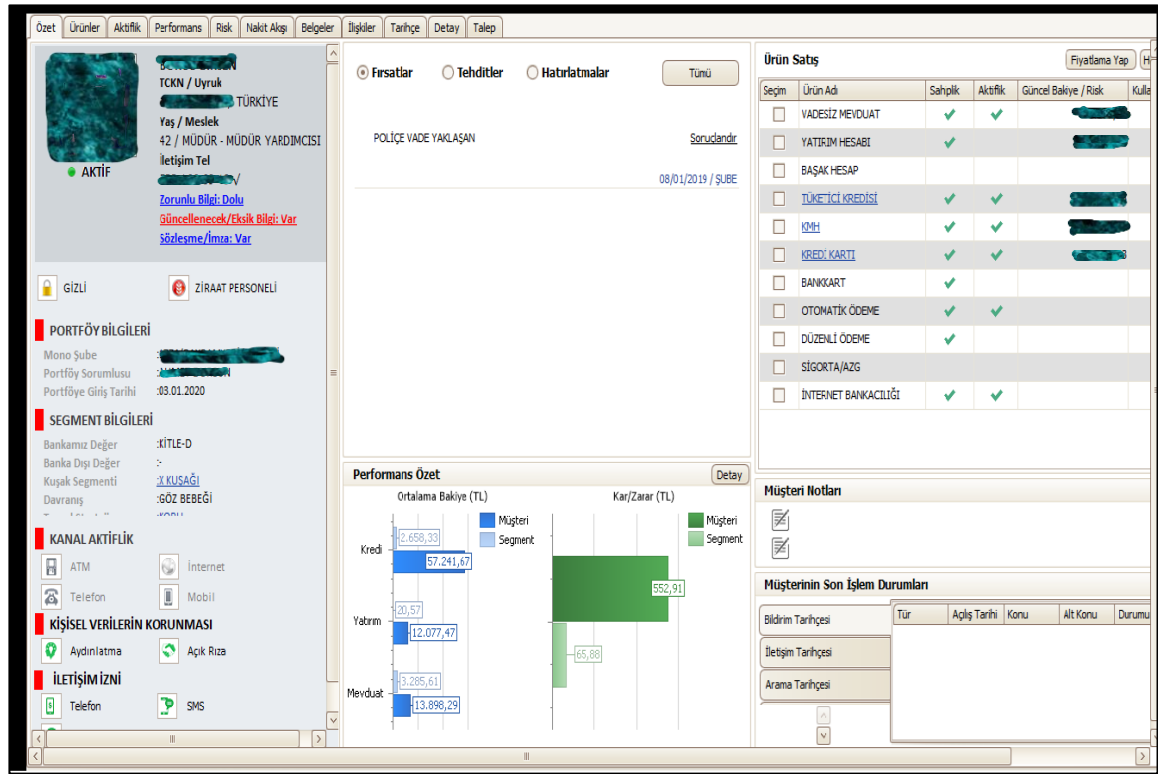 Özet Ürünler Aktiflik Performans Risk Nakit Akışı Belgeler İlişkiler Tarihçe Detay Talep
TCKN / Uyruk
TÜRKİYE
Yaş / Meslek
42 / MÜDÜR - MÜDÜR YARDIMCISI
İletişim Tel
AKTİF
Zorunlu Bilgi: Dolu
Güncellenecek/Eksik Bilgi: Var
Sözleşme/İmza: Var
GİZLİ
ZİRAAT PERSONELİ
PORTFÖY BİLGİLERİ
Mono Şube
Portföy Sorumlusu
Portföye Giriş Tarihi :03.01.2020
SEGMENT BİLGİLERİ
Bankamız Değer :KİTLE-D
Banka Dışı Değer :-
Kuşak Segmenti :X KUŞAĞI
Davranış :GÖZ BEBEĞİ
KANAL AKTİFLİK
ATM İnternet
Telefon Mobil
KİŞİSEL VERİLERİN KORUNMASI
Aydınlatma Açık Rıza
İLETİŞİM İZNİ
Telefon SMS
Fırsatlar Tehditler Hatırlatmalar Tümü
POLİÇE VADE YAKLAŞAN Sonuçlandır
08/01/2019 / ŞUBE
Performans Özet Detay
Ortalama Bakiye (TL) Kar/Zarar (TL)
Müşteri Müşteri
Segment Segment
2.658,33
Kredi
57.241,67
552,91
20,57
Yatırım
12.077,47
65,88
3.285,61
Mevduat
13.898,29
Ürün Satış Fiyatlama Yap
Seçim Ürün Adı Sahiplik Aktiflik Güncel Bakiye / Risk
VADESİZ MEVDUAT
YATIRIM HESABI
BAŞAK HESAP
TÜKETİCİ KREDİSİ
KMH
KREDİ KARTI
BANKKART
OTOMATİK ÖDEME
DÜZENLİ ÖDEME
SİGORTA/AZG
İNTERNET BANKACILIĞI
Müşteri Notları
Müşterinin Son İşlem Durumları
Bildirim Tarihçesi
İletişim Tarihçesi
Arama Tarihçesi
Tür Açılış Tarihi Konu Alt Konu Durumu